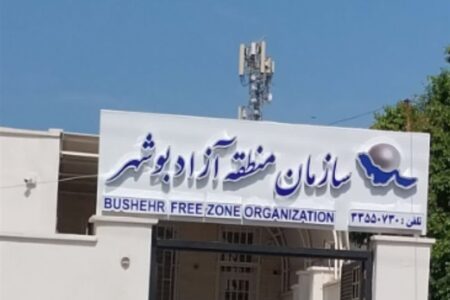 سازمان منطقه آزاد بوشهر
BUSHEHR FREE ZONE ORGANIZATION
تلفن : ۳۳۵۵۰۷۳۰